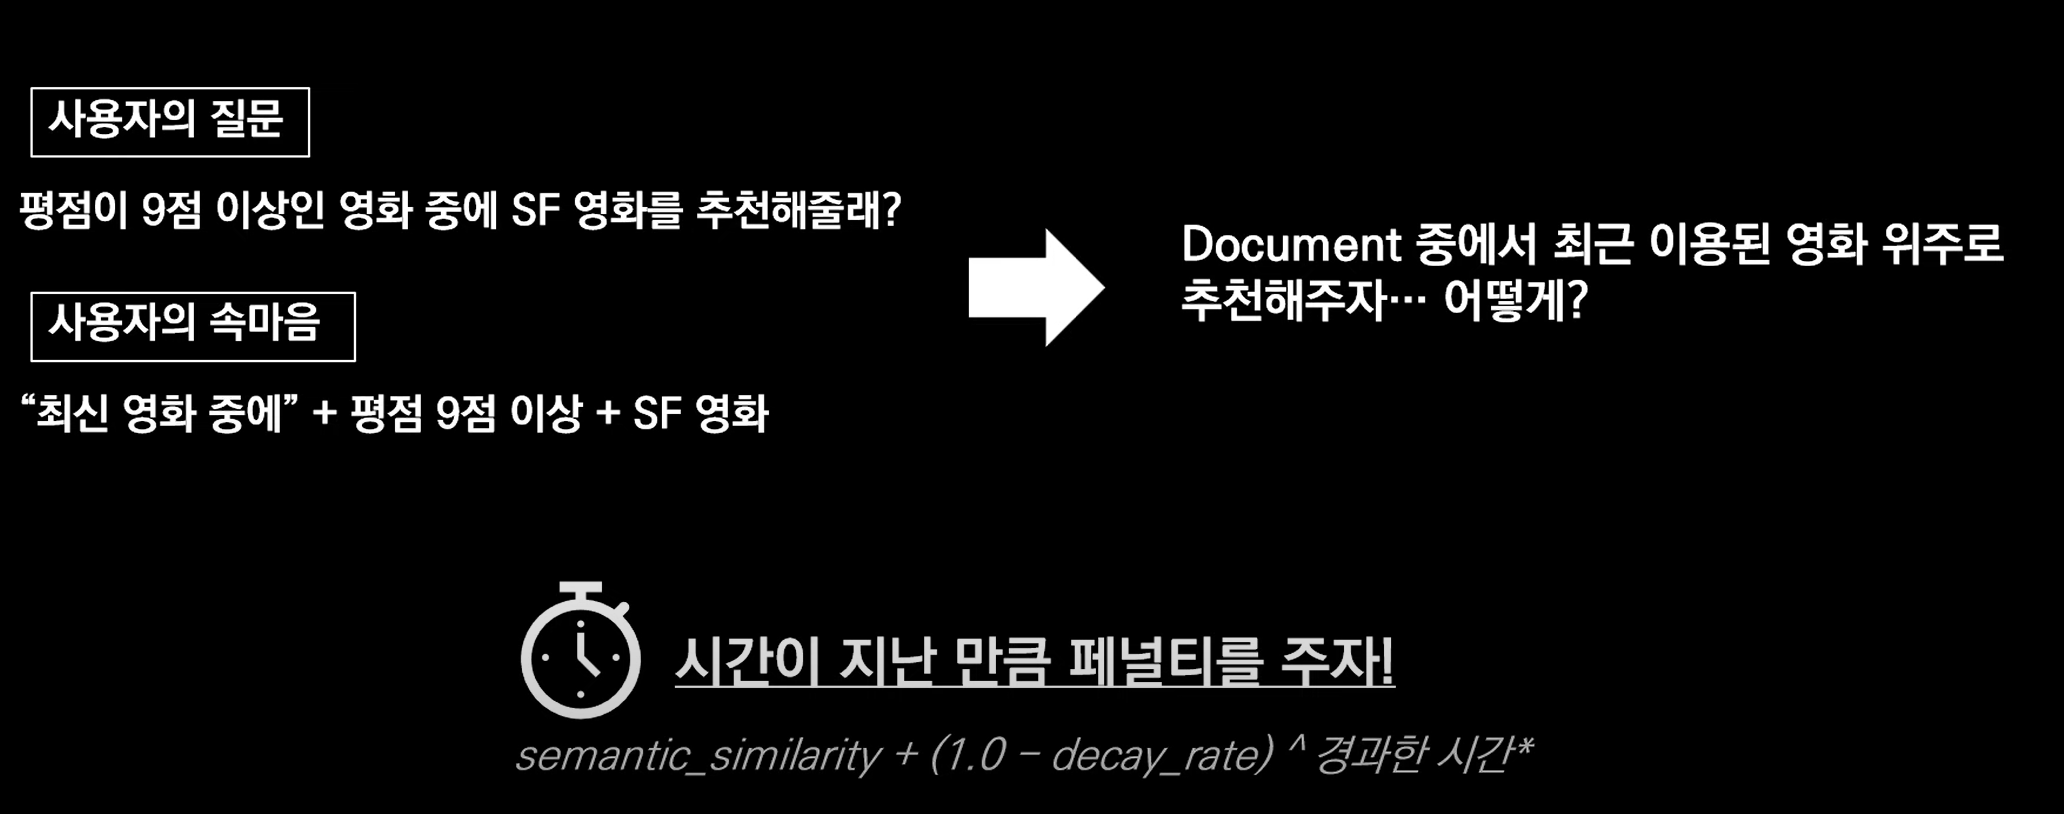 사용자의 질문
평점이 9점 이상인 영화 중에 SF 영화를 추천해줄래?
사용자의 속마음
“최신 영화 중에” + 평점 9점 이상 + SF 영화
Document 중에서 최근 이용된 영화 위주로
추천해주자… 어떻게?
시간이 지난 만큼 페널티를 주자!
semantic_similarity + (1.0 – decay_rate) ^ 경과한 시간*